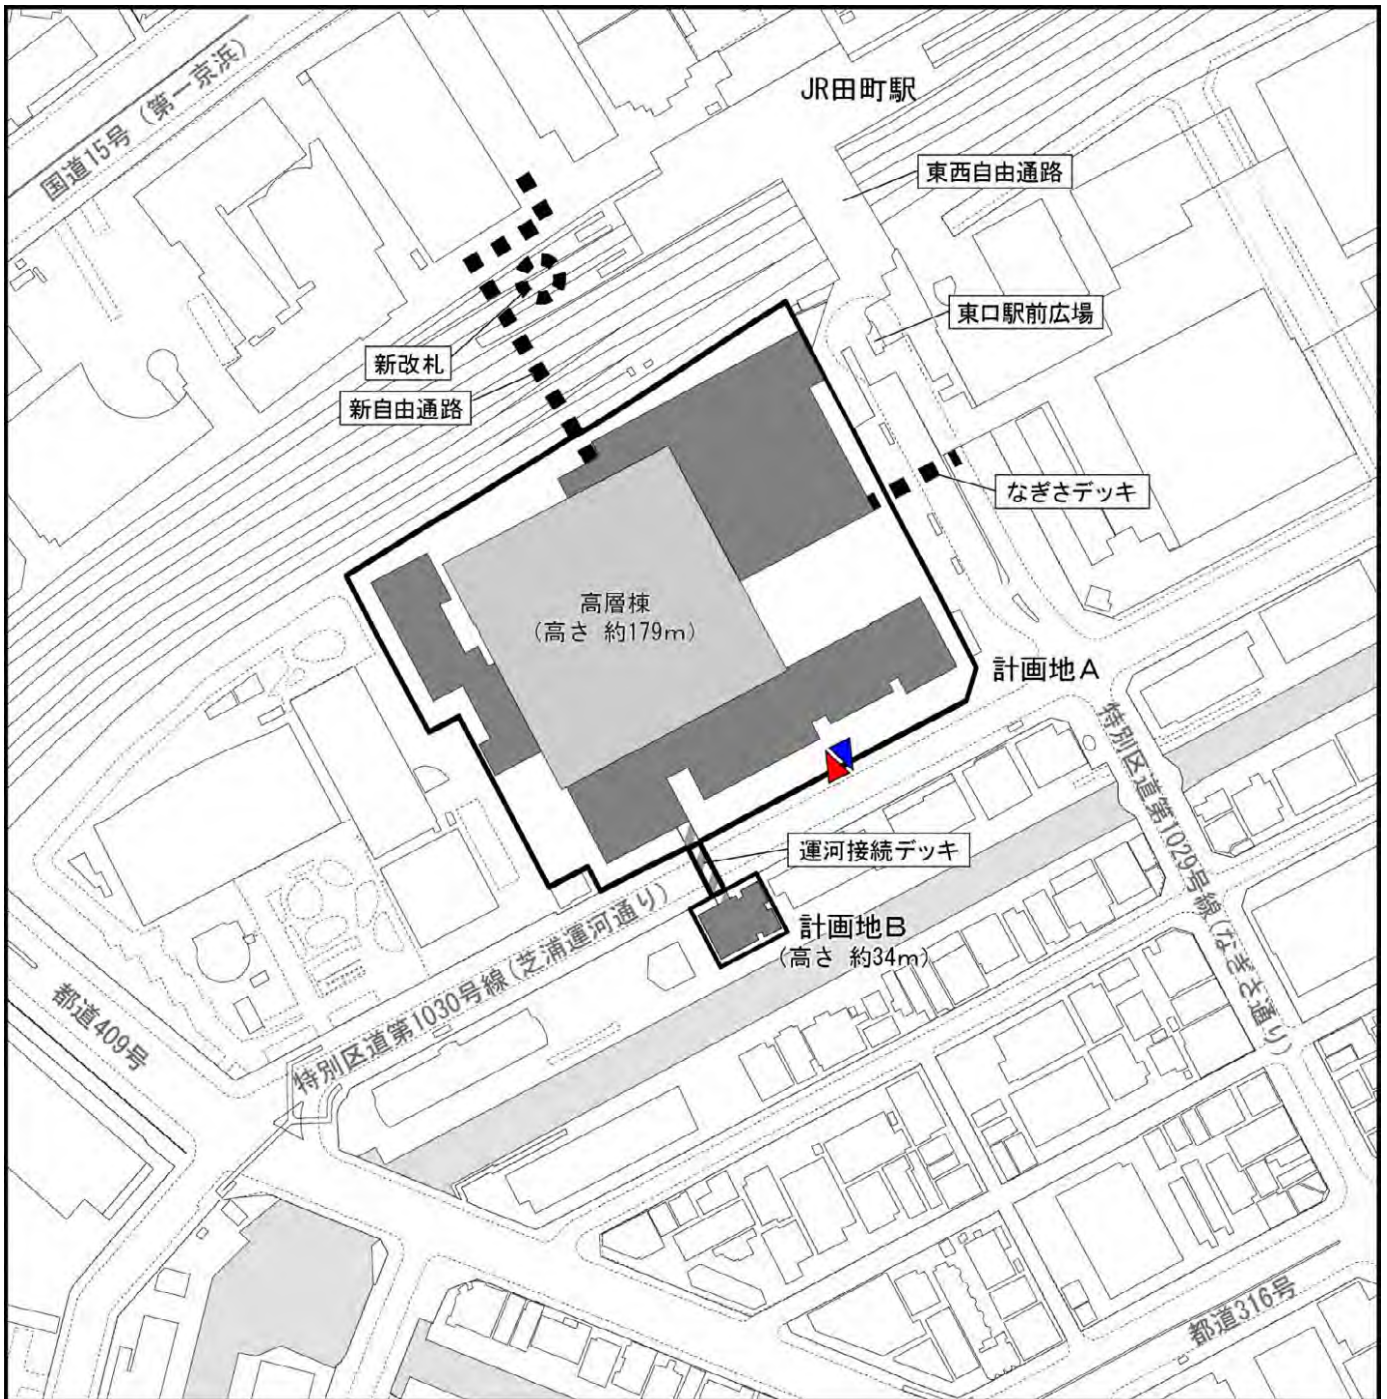 JR田町駅
国道15号(第一京浜)
東西自由通路
東口駅前広場
新改札
新自由通路
なぎさデッキ
高層棟
(高さ 約179m)
計画地A
特別区道第1029号線(なぎさ通り)
運河接続デッキ
計画地B
(高さ 約34m)
特別区道第1030号線(芝浦運河通り)
都道409号
都道316号